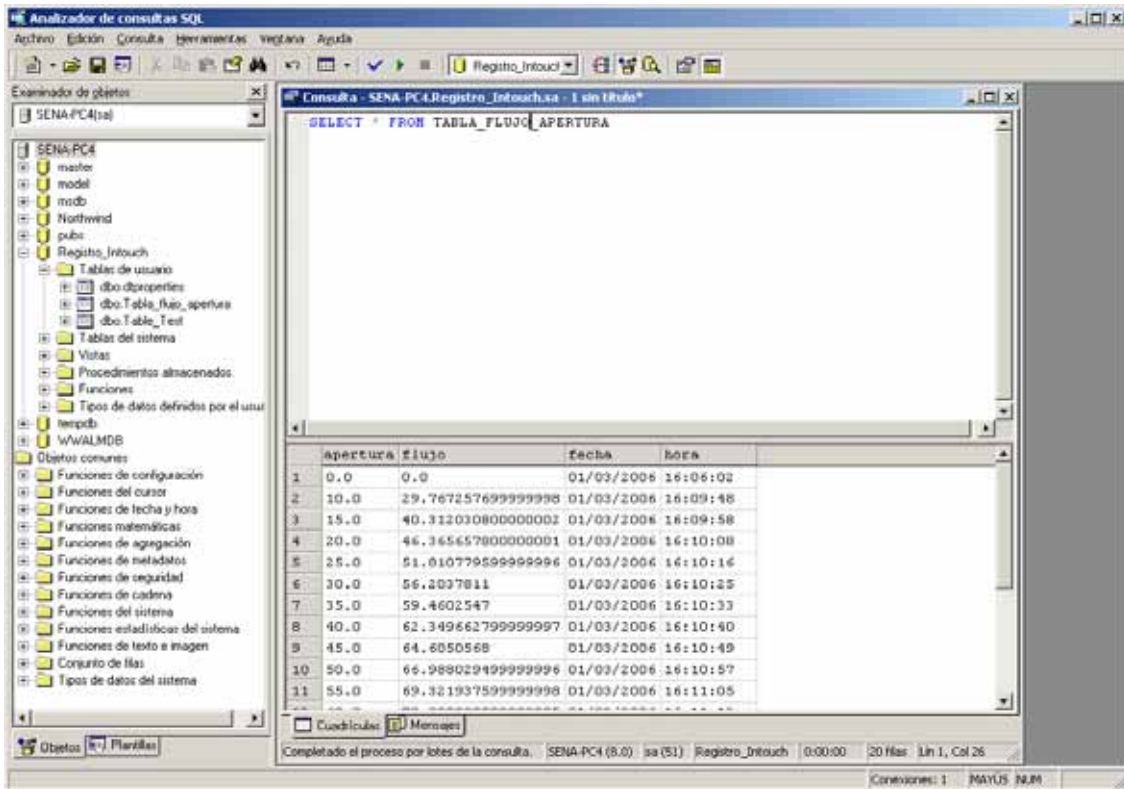 Analizador de consultas SQL
Archivo Edición Consulta Herramientas Ventana Ayuda
Registro_Intouch
Examinador de objetos
SENA-PC4(sa)
SENA-PC4
master
model
msdb
Northwind
pubs
Registro_Intouch
Tablas de usuario
dbo.dtproperties
dbo.Tabla_flujo_apertura
dbo.Table_Test
Tablas del sistema
Vistas
Procedimientos almacenados
Funciones
Tipos de datos definidos por el usuar
tempdb
WWALMDB
Objetos comunes
Funciones de configuración
Funciones del cursor
Funciones de fecha y hora
Funciones matemáticas
Funciones de agregación
Funciones de metadatos
Funciones de seguridad
Funciones de cadena
Funciones del sistema
Funciones estadísticas del sistema
Funciones de texto e imagen
Conjunto de filas
Tipos de datos del sistema
Objetos Plantillas
Consulta - SENA-PC4.Registro_Intouch.sa - 1 sin título*
SELECT * FROM TABLA_FLUJO_APERTURA
apertura flujo fecha hora
1 0.0 0.0 01/03/2006 16:06:02
2 10.0 29.767257699999998 01/03/2006 16:09:48
3 15.0 40.312030800000002 01/03/2006 16:09:58
4 20.0 46.365657800000001 01/03/2006 16:10:08
5 25.0 51.810779599999996 01/03/2006 16:10:16
6 30.0 56.2037811 01/03/2006 16:10:25
7 35.0 59.4602547 01/03/2006 16:10:33
8 40.0 62.349662799999997 01/03/2006 16:10:40
9 45.0 64.6050568 01/03/2006 16:10:49
10 50.0 66.988029499999996 01/03/2006 16:10:57
11 55.0 69.321937599999998 01/03/2006 16:11:05
Cuadrículas Mensajes
Completado el proceso por lotes de la consulta. SENA-PC4 (8.0) sa (51) Registro_Intouch 0:00:00 20 filas Lín 1, Col 26
Conexiones: 1 MAYÚS NUM